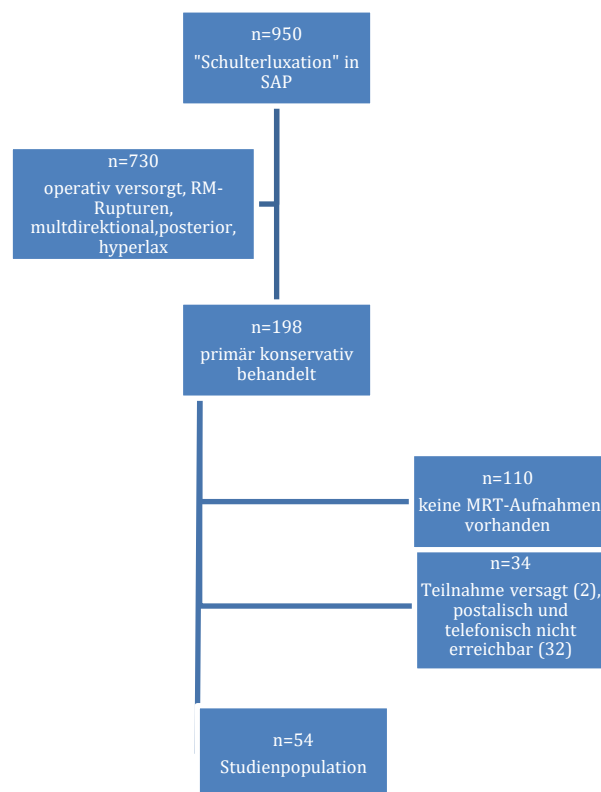 n=950
"Schulterluxation" in
SAP
n=730
operativ versorgt, RM-
Rupturen,
multdirektional,posterior,
hyperlax
n=198
primär konservativ
behandelt
n=110
keine MRT-Aufnahmen
vorhanden
n=34
Teilnahme versagt (2),
postalisch und
telefonisch nicht
erreichbar (32)
n=54
Studienpopulation